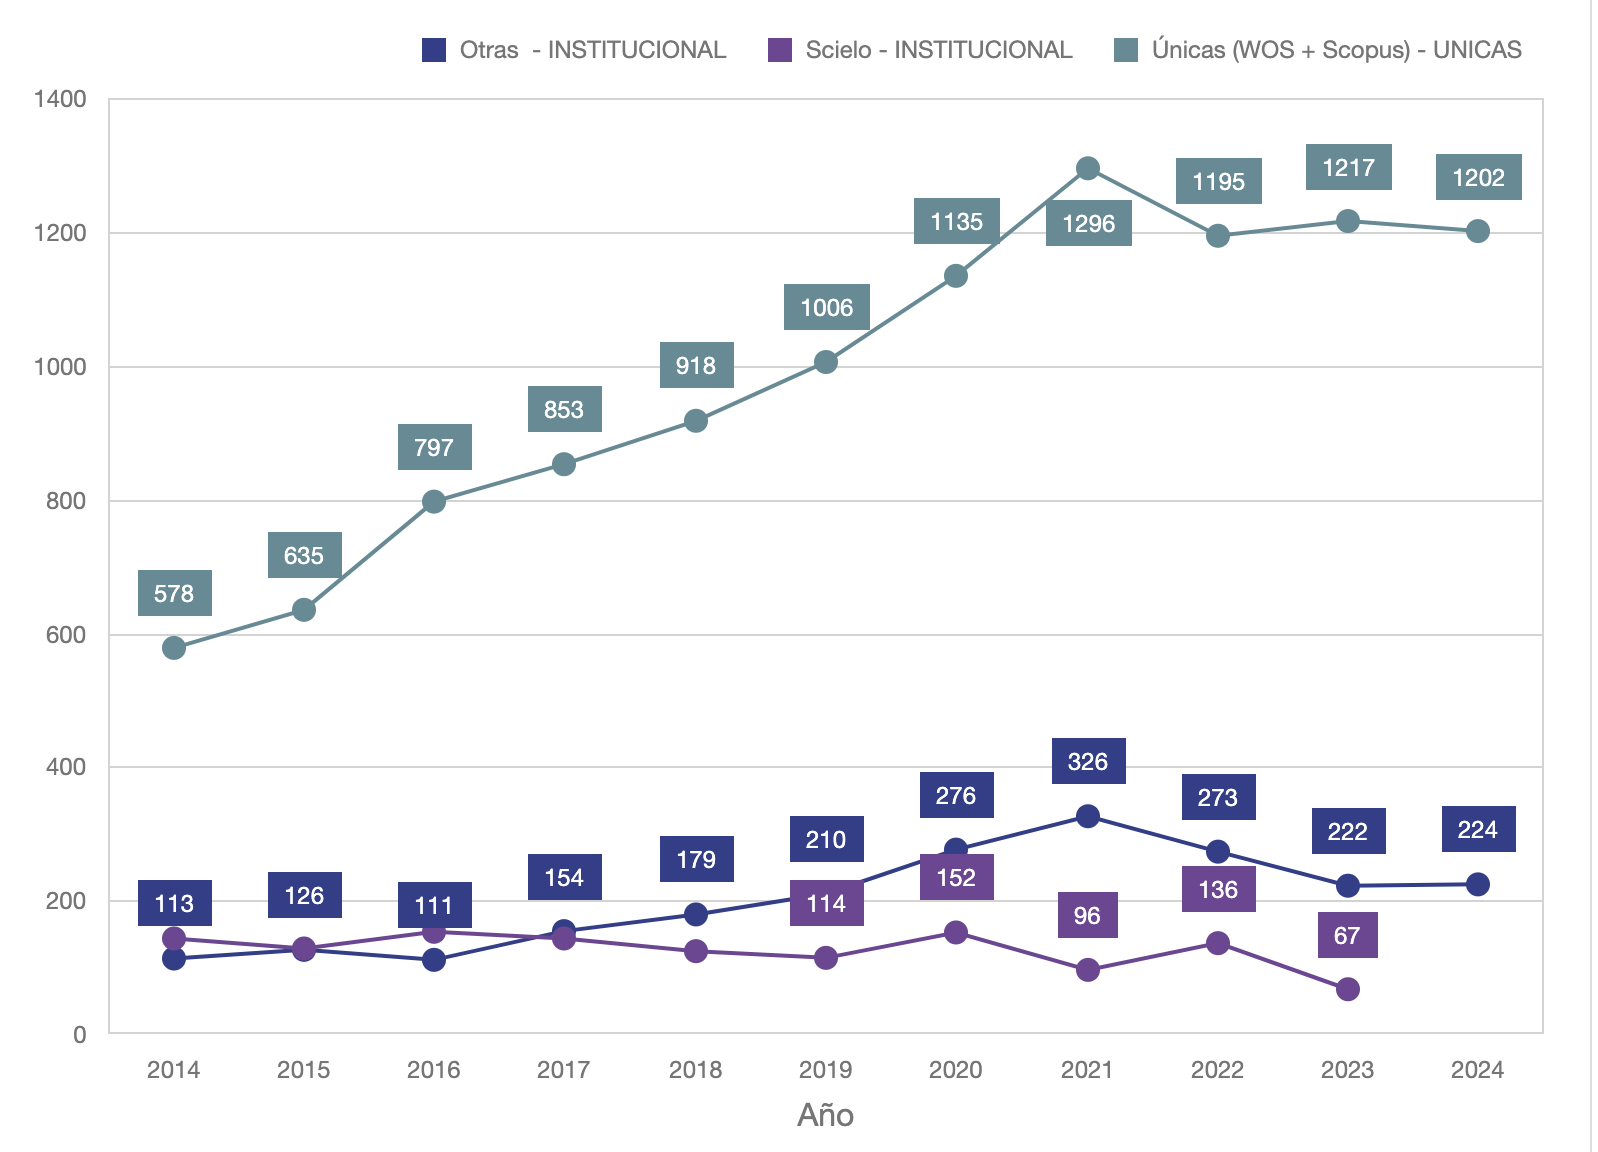 Otras - INSTITUCIONAL Scielo - INSTITUCIONAL Únicas (WOS + Scopus) - UNICAS
1400
1200
1000
800
600
400
200
0
578 635 797 853 918 1006 1135 1296 1195 1217 1202
113 126 111 154 179 210 276 326 273 222 224
114 152 96 136 67
2014 2015 2016 2017 2018 2019 2020 2021 2022 2023 2024
Año